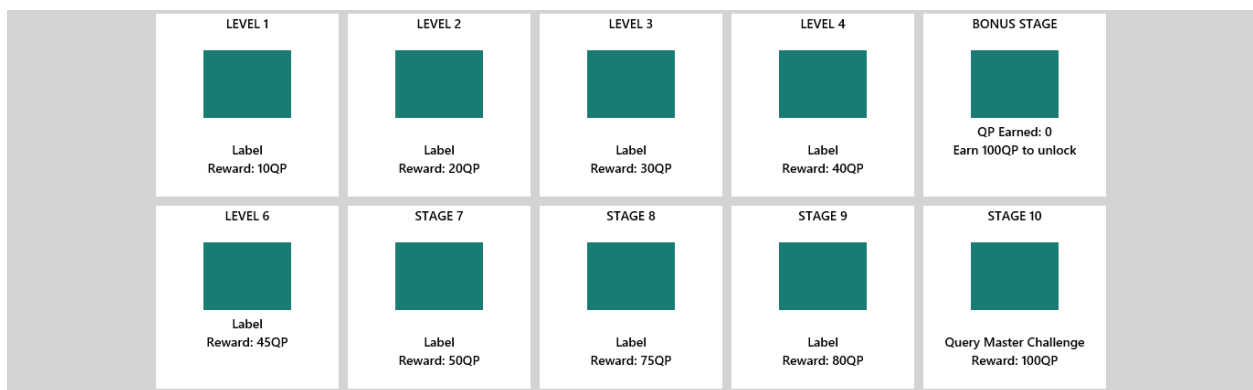 LEVEL 1
Label
Reward: 10QP
LEVEL 2
Label
Reward: 20QP
LEVEL 3
Label
Reward: 30QP
LEVEL 4
Label
Reward: 40QP
BONUS STAGE
QP Earned: 0
Earn 100QP to unlock
LEVEL 6
Label
Reward: 45QP
STAGE 7
Label
Reward: 50QP
STAGE 8
Label
Reward: 75QP
STAGE 9
Label
Reward: 80QP
STAGE 10
Query Master Challenge
Reward: 100QP